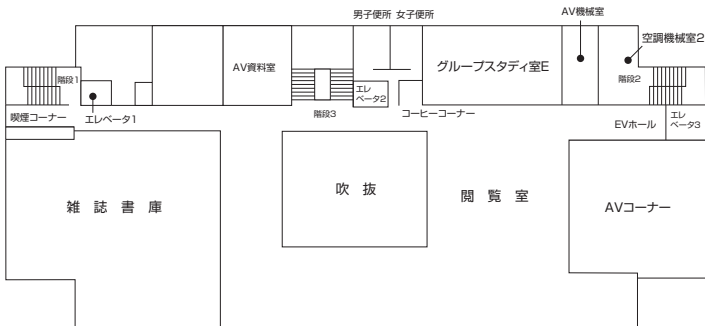 男子便所 女子便所
AV機械室
空調機械室2
AV資料室
グループスタディ室E
階段1
階段2
エレ
ベータ2
エレベータ1
喫煙コーナー
階段3
コーヒーコーナー
EVホール
エレ
ベータ3
雑誌書庫
吹抜
閲覧室
AVコーナー